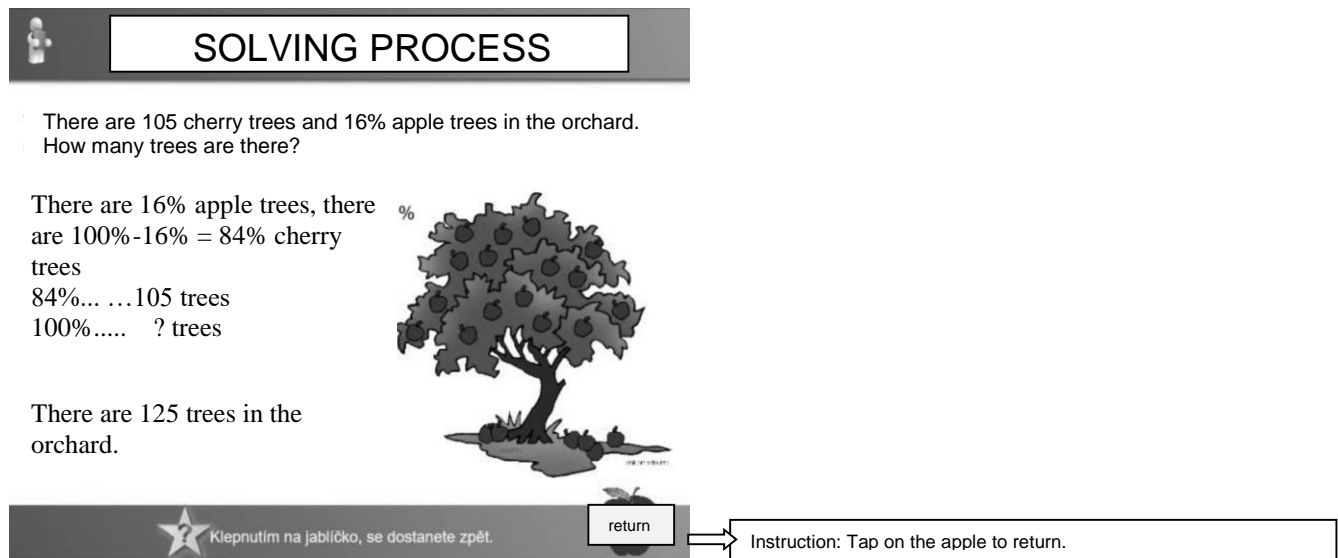 SOLVING PROCESS
There are 105 cherry trees and 16% apple trees in the orchard.
How many trees are there?
There are 16% apple trees, there
are 100%-16% = 84% cherry
trees
84%... …105 trees
100%..... ? trees
%
There are 125 trees in the
orchard.
?
Klepnutím na jablíčko, se dostanete zpět.
return
Instruction: Tap on the apple to return.